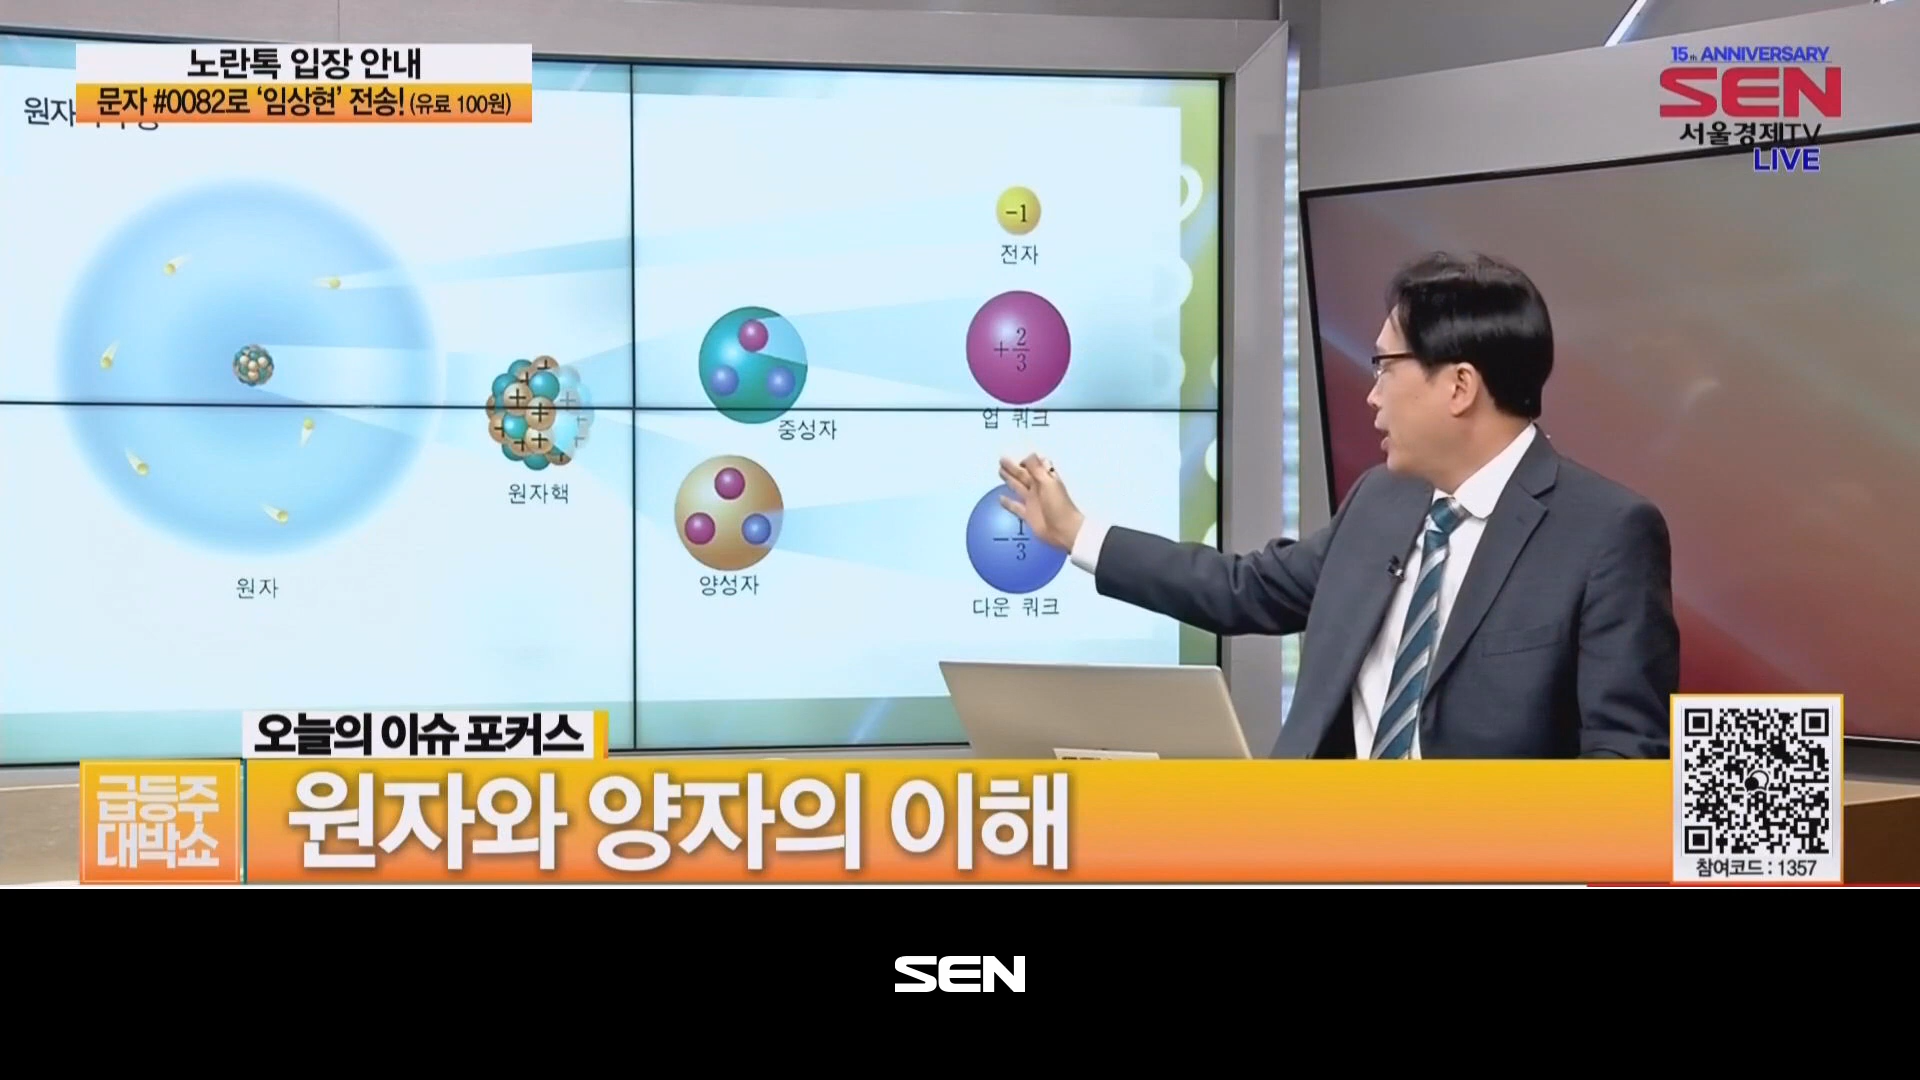 노란톡 입장 안내
문자 #0082로 ‘임상현’ 전송! (유료 100원)
15th ANNIVERSARY
SEN
서울경제TV
LIVE
원자
-1
전자
+2/3
업 쿼크
중성자
원자핵
-1/3
다운 쿼크
양성자
원자
오늘의 이슈 포커스
급등주
대박쇼
원자와 양자의 이해
참여코드 : 1357
SEN